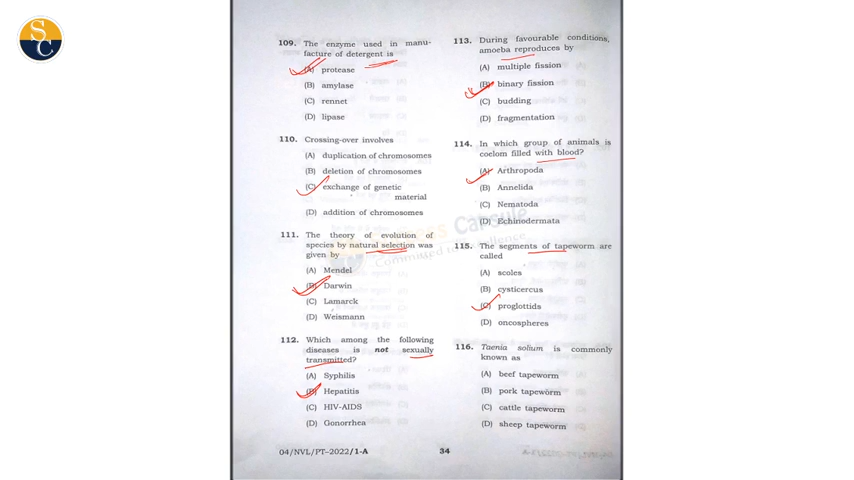 S
C
109. The enzyme used in manu-
facture of detergent is
(A) protease
(B) amylase
(C) rennet
(D) lipase
110. Crossing-over involves
(A) duplication of chromosomes
(B) deletion of chromosomes
(C) exchange of genetic
material
(D) addition of chromosomes
111. The theory of evolution of
species by natural selection was
given by
(A) Mendel
(B) Darwin
(C) Lamarck
(D) Weismann
112. Which among the following
diseases is not sexually
transmitted?
(A) Syphilis
(B) Hepatitis
(C) HIV-AIDS
(D) Gonorrhea
113. During favourable conditions,
amoeba reproduces by
(A) multiple fission
(B) binary fission
(C) budding
(D) fragmentation
114. In which group of animals is
coelom filled with blood?
(A) Arthropoda
(B) Annelida
(C) Nematoda
(D) Echinodermata
115. The segments of tapeworm are
called
(A) scoles
(B) cysticercus
(C) proglottids
(D) oncospheres
116. Taenia solium is commonly
known as
(A) beef tapeworm
(B) pork tapeworm
(C) cattle tapeworm
(D) sheep tapeworm
04/NVL/PT-2022/1-A
34